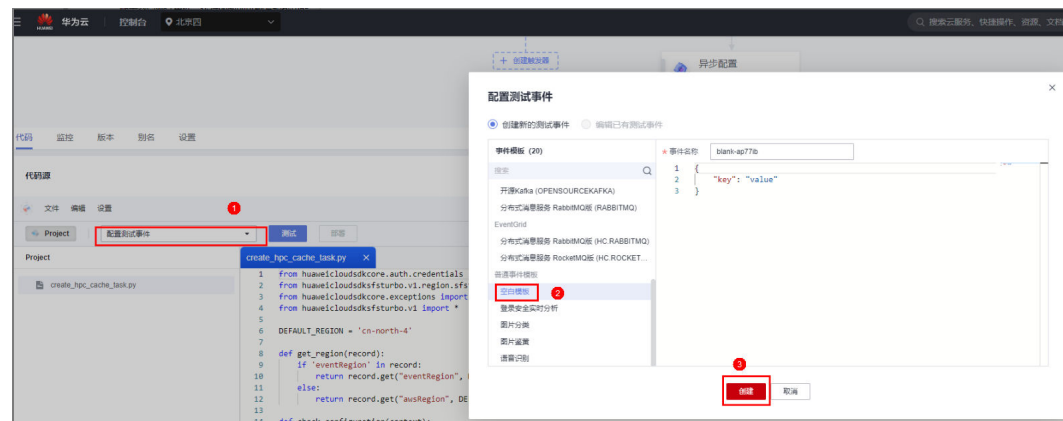 HUAWEI
华为云
控制台
北京四
搜索云服务、快捷操作、资源、文档
+ 创建触发器
异步配置
代码
监控
版本
别名
设置
代码源
文件 编辑 设置
1
Project
配置测试事件
测试
部署
Project
create_hpc_cache_task.py
create_hpc_cache_task.py ×
1 from huaweicloudsdkcore.auth.credentials
2 from huaweicloudsdksfsturbo.v1.region.sfs
3 from huaweicloudsdkcore.exceptions import
4 from huaweicloudsdksfsturbo.v1 import *
5
6 DEFAULT_REGION = 'cn-north-4'
7
8 def get_region(record):
9 if 'eventRegion' in record:
10 return record.get("eventRegion",
11 else:
12 return record.get("awsRegion", DE
13
配置测试事件
×
创建新的测试事件
编辑已有测试事件
事件模板 (20)
搜索
开源Kafka (OPENSOURCEKAFKA)
分布式消息服务 RabbitMQ版 (RABBITMQ)
EventGrid
分布式消息服务 RabbitMQ版 (HC.RABBITMQ)
分布式消息服务 RocketMQ版 (HC.ROCKET...
普通事件模板
空白模板
2
登录安全实时分析
图片分类
图片鉴黄
语音识别
* 事件名称
blank-ap77ib
1 {
2 "key": "value"
3 }
3
创建
取消